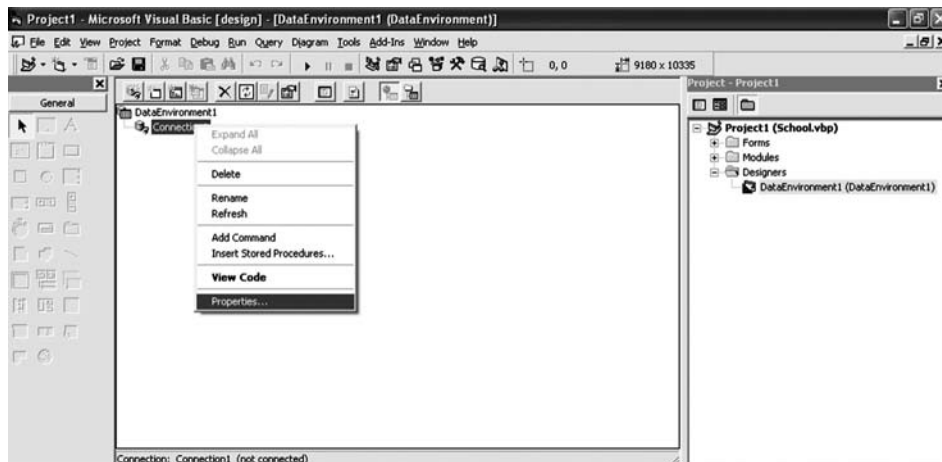 Project1 - Microsoft Visual Basic [design] - [DataEnvironment1 (DataEnvironment)]
File Edit View Project Format Debug Run Query Diagram Tools Add-Ins Window Help
0, 0 9180 x 10335
General
DataEnvironment1
Connectio
Expand All
Collapse All
Delete
Rename
Refresh
Add Command
Insert Stored Procedures...
View Code
Properties...
Connection: Connection1 (not connected)
Project - Project1
Project1 (School.vbp)
Forms
Modules
Designers
DataEnvironment1 (DataEnvironment1)